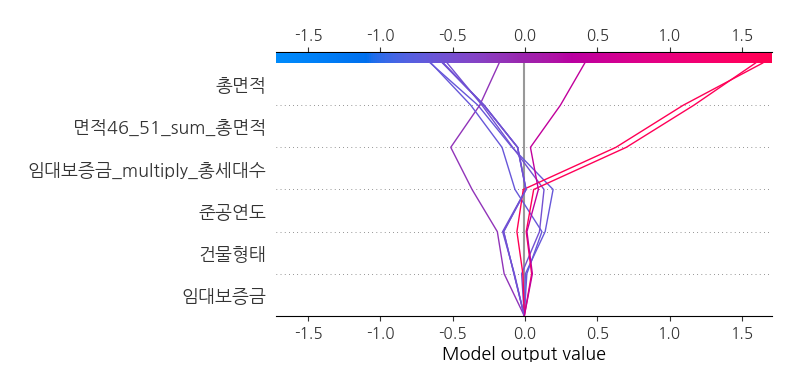 -1.5 -1.0 -0.5 0.0 0.5 1.0 1.5
총면적
면적46_51_sum_총면적
임대보증금_multiply_총세대수
준공연도
건물형태
임대보증금
-1.5 -1.0 -0.5 0.0 0.5 1.0 1.5
Model output value